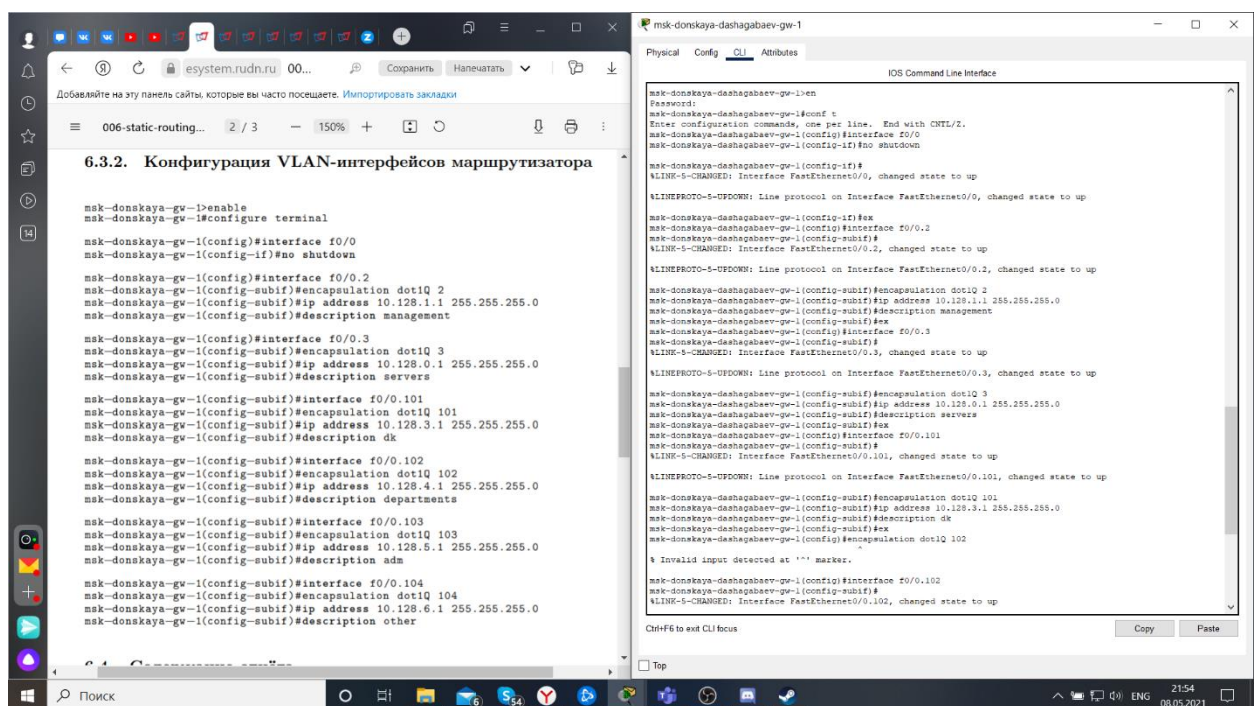 esystem.rudn.ru 00...
Сохранить
Напечатать
Добавляйте на эту панель сайты, которые вы часто посещаете. Импортировать закладки
006-static-routing...
2 / 3
— 150% +
14
6.3.2. Конфигурация VLAN-интерфейсов маршрутизатора
msk—donskaya—gw—1>enable
msk—donskaya—gw—1#configure terminal
msk—donskaya—gw—1(config)#interface f0/0
msk—donskaya—gw—1(config—if)#no shutdown
msk—donskaya—gw—1(config)#interface f0/0.2
msk—donskaya—gw—1(config—subif)#encapsulation dot1Q 2
msk—donskaya—gw—1(config—subif)#ip address 10.128.1.1 255.255.255.0
msk—donskaya—gw—1(config—subif)#description management
msk—donskaya—gw—1(config)#interface f0/0.3
msk—donskaya—gw—1(config—subif)#encapsulation dot1Q 3
msk—donskaya—gw—1(config—subif)#ip address 10.128.0.1 255.255.255.0
msk—donskaya—gw—1(config—subif)#description servers
msk—donskaya—gw—1(config—subif)#interface f0/0.101
msk—donskaya—gw—1(config—subif)#encapsulation dot1Q 101
msk—donskaya—gw—1(config—subif)#ip address 10.128.3.1 255.255.255.0
msk—donskaya—gw—1(config—subif)#description dk
msk—donskaya—gw—1(config—subif)#interface f0/0.102
msk—donskaya—gw—1(config—subif)#encapsulation dot1Q 102
msk—donskaya—gw—1(config—subif)#ip address 10.128.4.1 255.255.255.0
msk—donskaya—gw—1(config—subif)#description departments
msk—donskaya—gw—1(config—subif)#interface f0/0.103
msk—donskaya—gw—1(config—subif)#encapsulation dot1Q 103
msk—donskaya—gw—1(config—subif)#ip address 10.128.5.1 255.255.255.0
msk—donskaya—gw—1(config—subif)#description adm
msk—donskaya—gw—1(config—subif)#interface f0/0.104
msk—donskaya—gw—1(config—subif)#encapsulation dot1Q 104
msk—donskaya—gw—1(config—subif)#ip address 10.128.6.1 255.255.255.0
msk—donskaya—gw—1(config—subif)#description other
msk-donskaya-dashagabaev-gw-1
Physical Config CLI Attributes
IOS Command Line Interface
msk-donskaya-dashagabaev-gw-1>en
Password:
msk-donskaya-dashagabaev-gw-1#conf t
Enter configuration commands, one per line. End with CNTL/Z.
msk-donskaya-dashagabaev-gw-1(config)#interface f0/0
msk-donskaya-dashagabaev-gw-1(config-if)#no shutdown
msk-donskaya-dashagabaev-gw-1(config-if)#
%LINK-5-CHANGED: Interface FastEthernet0/0, changed state to up
%LINEPROTO-5-UPDOWN: Line protocol on Interface FastEthernet0/0, changed state to up
msk-donskaya-dashagabaev-gw-1(config-if)#ex
msk-donskaya-dashagabaev-gw-1(config)#interface f0/0.2
msk-donskaya-dashagabaev-gw-1(config-subif)#
%LINK-5-CHANGED: Interface FastEthernet0/0.2, changed state to up
%LINEPROTO-5-UPDOWN: Line protocol on Interface FastEthernet0/0.2, changed state to up
msk-donskaya-dashagabaev-gw-1(config-subif)#encapsulation dot1Q 2
msk-donskaya-dashagabaev-gw-1(config-subif)#ip address 10.128.1.1 255.255.255.0
msk-donskaya-dashagabaev-gw-1(config-subif)#description management
msk-donskaya-dashagabaev-gw-1(config-subif)#ex
msk-donskaya-dashagabaev-gw-1(config)#interface f0/0.3
msk-donskaya-dashagabaev-gw-1(config-subif)#
%LINK-5-CHANGED: Interface FastEthernet0/0.3, changed state to up
%LINEPROTO-5-UPDOWN: Line protocol on Interface FastEthernet0/0.3, changed state to up
msk-donskaya-dashagabaev-gw-1(config-subif)#encapsulation dot1Q 3
msk-donskaya-dashagabaev-gw-1(config-subif)#ip address 10.128.0.1 255.255.255.0
msk-donskaya-dashagabaev-gw-1(config-subif)#description servers
msk-donskaya-dashagabaev-gw-1(config-subif)#ex
msk-donskaya-dashagabaev-gw-1(config)#interface f0/0.101
msk-donskaya-dashagabaev-gw-1(config-subif)#
%LINK-5-CHANGED: Interface FastEthernet0/0.101, changed state to up
%LINEPROTO-5-UPDOWN: Line protocol on Interface FastEthernet0/0.101, changed state to up
msk-donskaya-dashagabaev-gw-1(config-subif)#encapsulation dot1Q 101
msk-donskaya-dashagabaev-gw-1(config-subif)#ip address 10.128.3.1 255.255.255.0
msk-donskaya-dashagabaev-gw-1(config-subif)#description dk
msk-donskaya-dashagabaev-gw-1(config-subif)#ex
msk-donskaya-dashagabaev-gw-1(config)#encapsulation dot1Q 102
^
% Invalid input detected at '^' marker.
msk-donskaya-dashagabaev-gw-1(config)#interface f0/0.102
msk-donskaya-dashagabaev-gw-1(config-subif)#
%LINK-5-CHANGED: Interface FastEthernet0/0.102, changed state to up
Ctrl+F6 to exit CLI focus
Copy Paste
Top
Поиск
6
54
ENG
21:54
08.05.2021